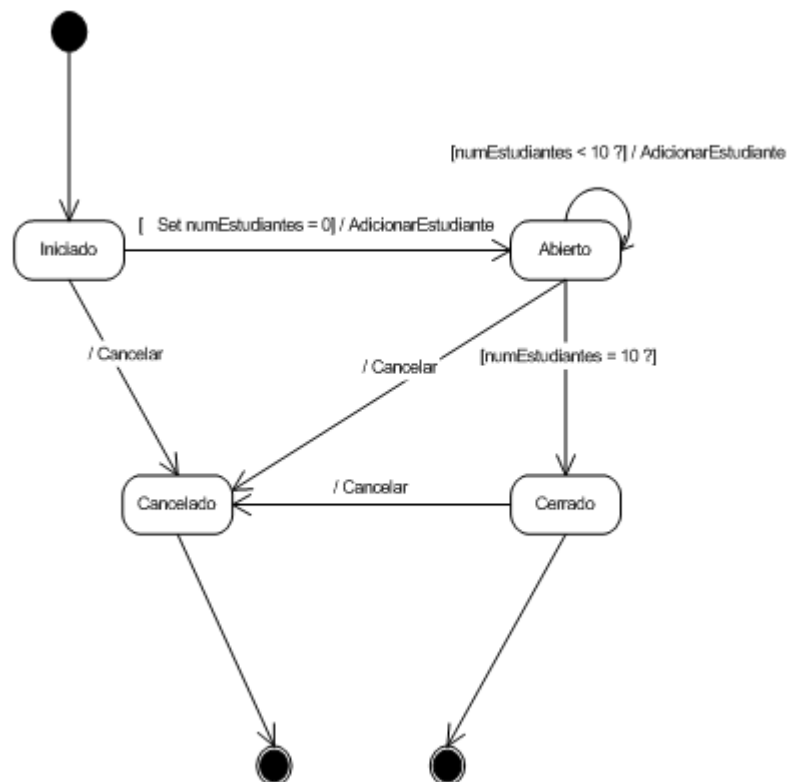 [numEstudiantes < 10 ?] / AdicionarEstudiante
[ Set numEstudiantes = 0] / AdicionarEstudiante
Iniciado
Abierto
/ Cancelar
/ Cancelar
[numEstudiantes = 10 ?]
/ Cancelar
Cancelado
Cerrado